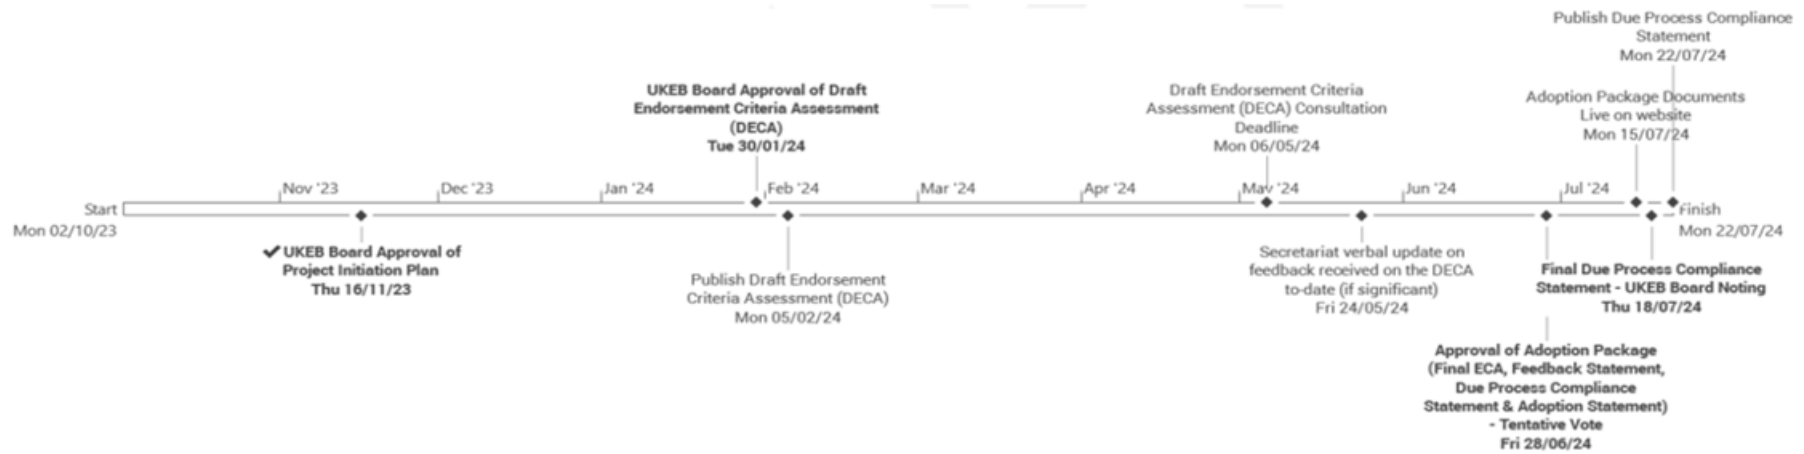 Publish Due Process Compliance
Statement
Mon 22/07/24
UKEB Board Approval of Draft
Endorsement Criteria Assessment
(DECA)
Tue 30/01/24
Draft Endorsement Criteria
Assessment (DECA) Consultation
Deadline
Mon 06/05/24
Adoption Package Documents
Live on website
Mon 15/07/24
Nov '23
Dec '23
Jan '24
Feb '24
Mar '24
Apr '24
May '24
Jun '24
Jul '24
Start
Mon 02/10/23
Finish
Mon 22/07/24
✔ UKEB Board Approval of
Project Initiation Plan
Thu 16/11/23
Publish Draft Endorsement
Criteria Assessment (DECA)
Mon 05/02/24
Secretariat verbal update on
feedback received on the DECA
to-date (if significant)
Fri 24/05/24
Final Due Process Compliance
Statement - UKEB Board Noting
Thu 18/07/24
Approval of Adoption Package
(Final ECA, Feedback Statement,
Due Process Compliance
Statement & Adoption Statement)
- Tentative Vote
Fri 28/06/24